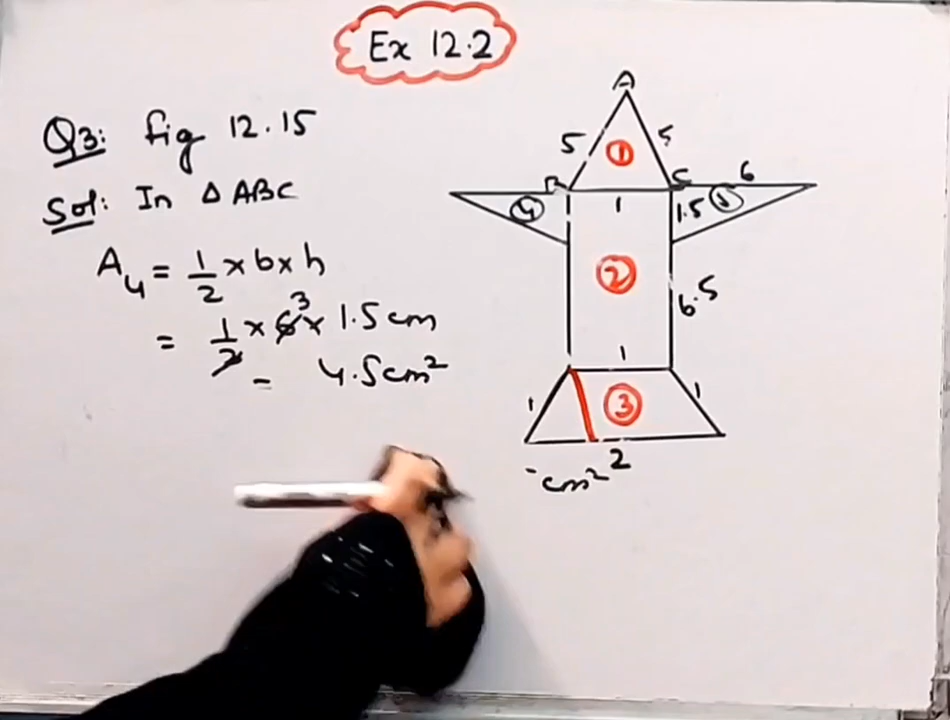 Ex 12.2
Q3: fig 12.15
Sol: In △ ABC
A4 = 1/2 × b × h
= 1/2 × 6 3 × 1.5 cm
= 4.5 cm²
A
5 ① 5
B C 6
④ 1 1.5
②
6.5
1
1 ③ 1
2
cm²